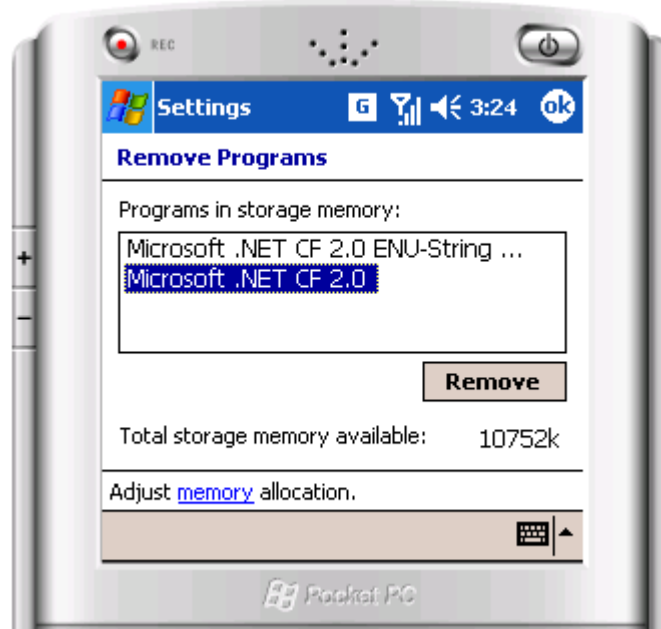 REC
Settings G 3:24 ok
Remove Programs
Programs in storage memory:
Microsoft .NET CF 2.0 ENU-String ...
Microsoft .NET CF 2.0
Remove
Total storage memory available: 10752k
Adjust memory allocation.
Pocket PC